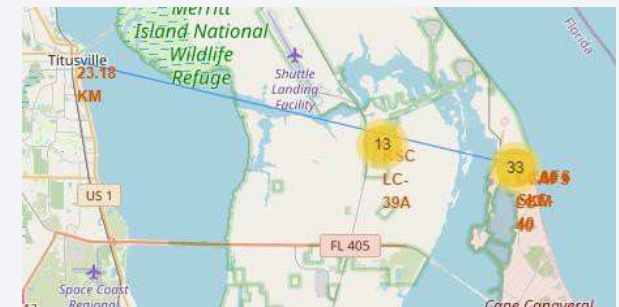 Merritt
Island National
Wildlife
Refuge
Titusville
23.18
KM
Shuttle
Landing
Facility
Florida
13
KSC
LC-
39A
33
40
US 1
FL 405
Space Coast
Regional
Cape Canaveral